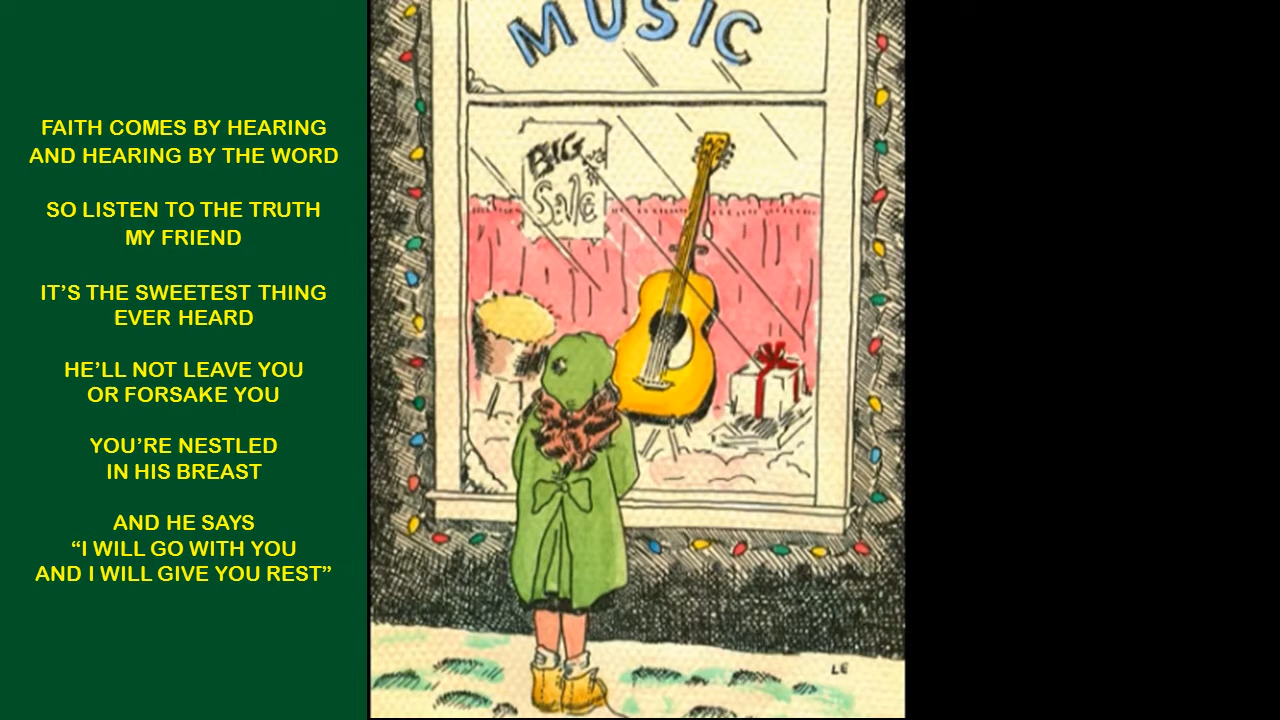 FAITH COMES BY HEARING
AND HEARING BY THE WORD
SO LISTEN TO THE TRUTH
MY FRIEND
IT’S THE SWEETEST THING
EVER HEARD
HE’LL NOT LEAVE YOU
OR FORSAKE YOU
YOU’RE NESTLED
IN HIS BREAST
AND HE SAYS
“I WILL GO WITH YOU
AND I WILL GIVE YOU REST”
MUSIC
BIG
LE